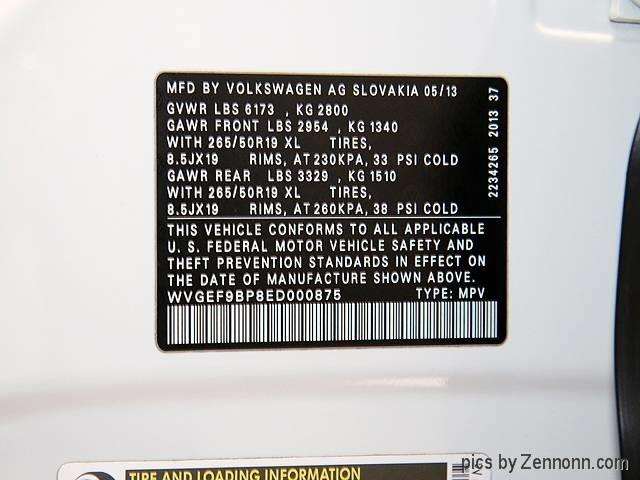 MFD BY VOLKSWAGEN AG SLOVAKIA 05/13
GVWR LBS 6173 , KG 2800
GAWR FRONT LBS 2954 , KG 1340
WITH 265/50R19 XL TIRES,
8.5JX19 RIMS, AT 230KPA, 33 PSI COLD
GAWR REAR LBS 3329 , KG 1510
WITH 265/50R19 XL TIRES,
8.5JX19 RIMS, AT 260KPA, 38 PSI COLD
THIS VEHICLE CONFORMS TO ALL APPLICABLE
U. S. FEDERAL MOTOR VEHICLE SAFETY AND
THEFT PREVENTION STANDARDS IN EFFECT ON
THE DATE OF MANUFACTURE SHOWN ABOVE.
WVGEF9BP8ED000875 TYPE: MPV
2234265 2013 37
TIRE AND LOADING INFORMATION
pics by Zennonn.com